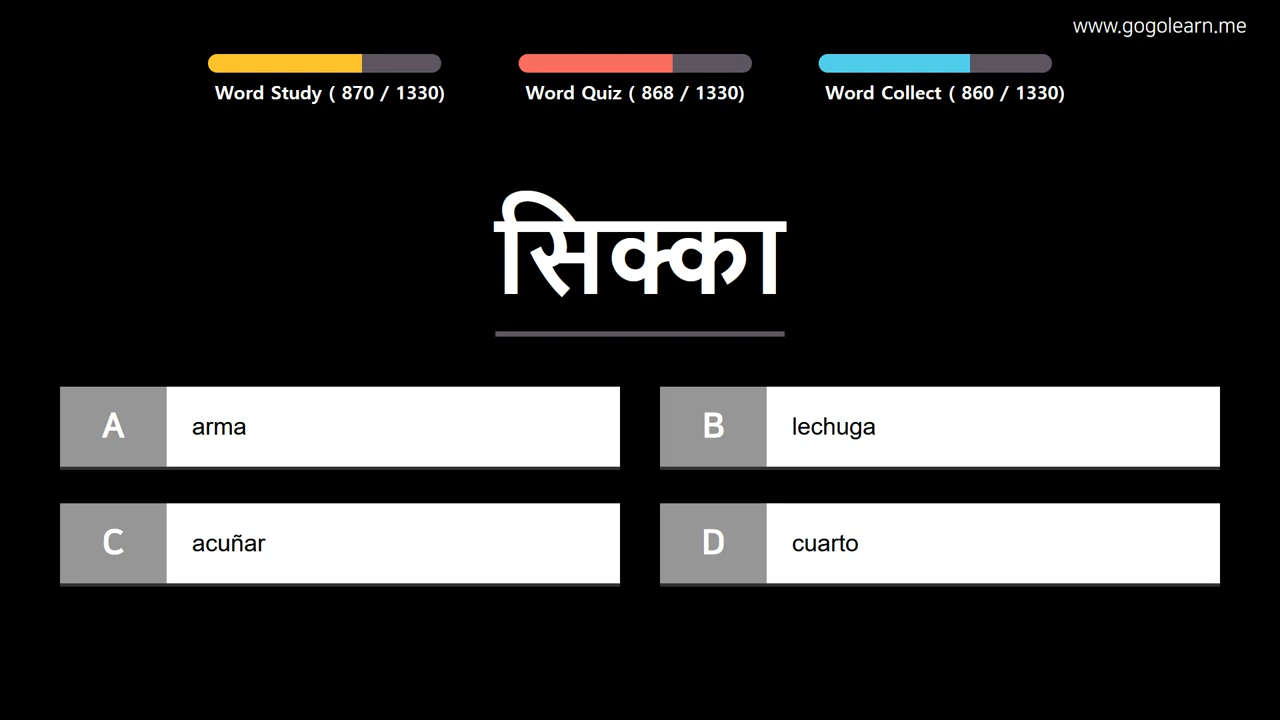 www.gogolearn.me
Word Study ( 870 / 1330)
Word Quiz ( 868 / 1330)
Word Collect ( 860 / 1330)
सिक्का
A arma
B lechuga
C acuñar
D cuarto